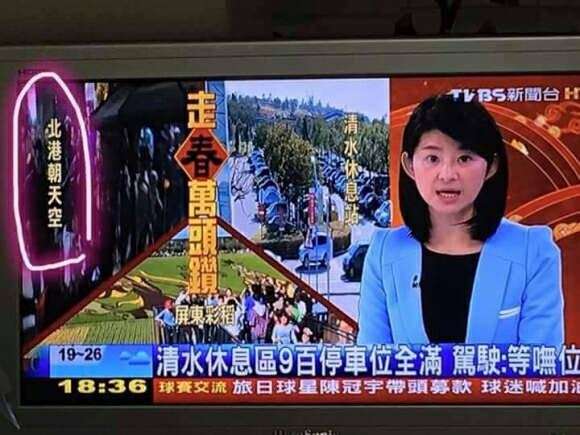 北港朝天空
走春萬頭鑽
清水休息站
TVBS新聞台 H
屏東彩稻
19~26
清水休息區9百停車位全滿 駕駛:等嘸位
18:36 球賽交流 旅日球星陳冠宇帶頭募款 球迷喊加油